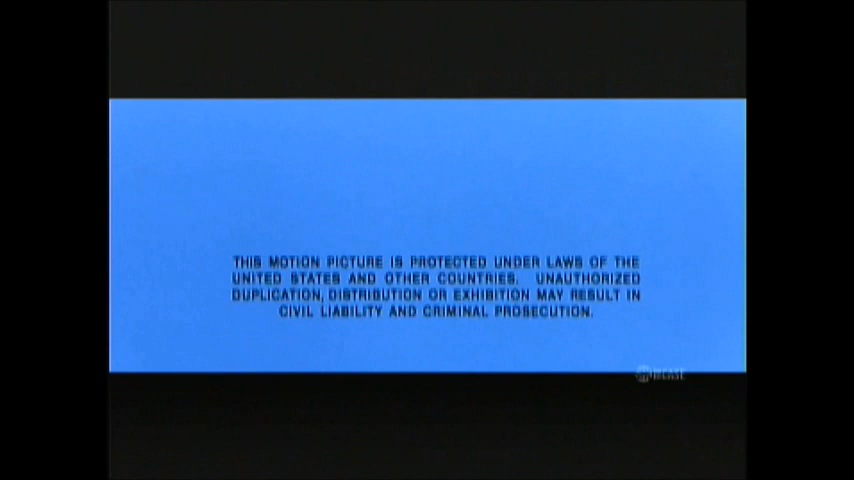 THIS MOTION PICTURE IS PROTECTED UNDER LAWS OF THE
UNITED STATES AND OTHER COUNTRIES. UNAUTHORIZED
DUPLICATION, DISTRIBUTION OR EXHIBITION MAY RESULT IN
CIVIL LIABILITY AND CRIMINAL PROSECUTION.